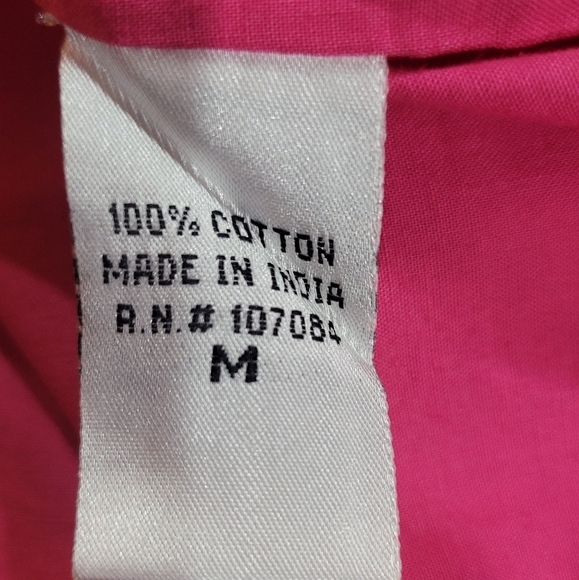 100% COTTON
MADE IN INDIA
R.N.# 107084
M